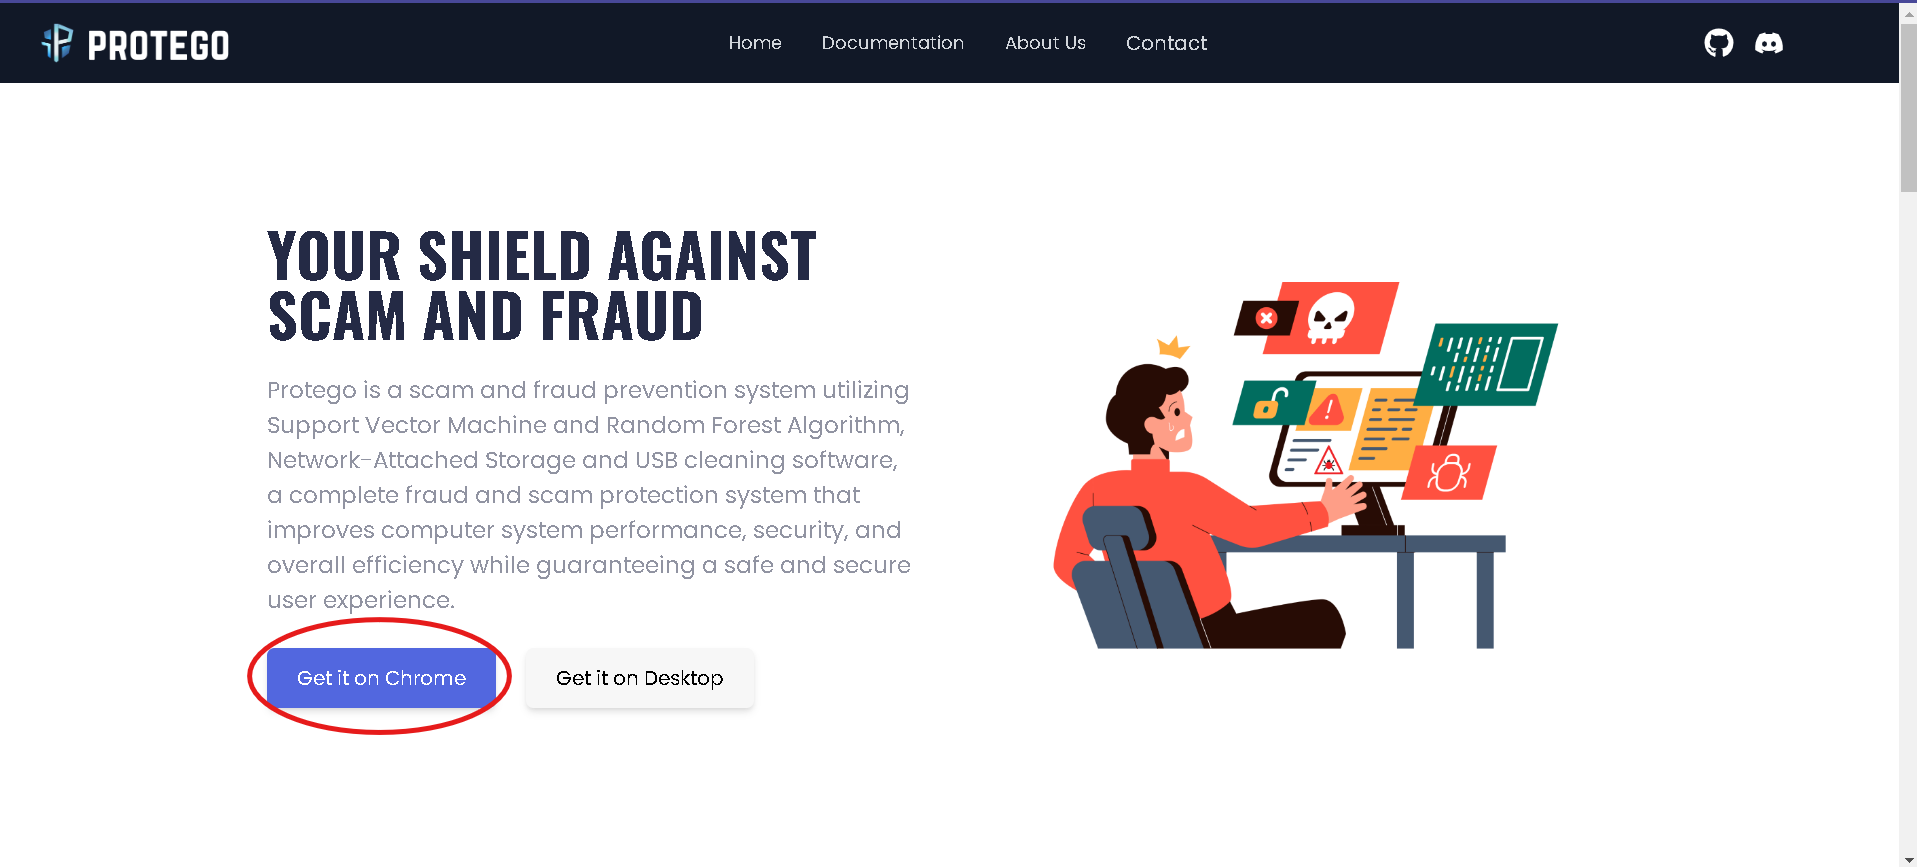 PROTEGO
Home
Documentation
About Us
Contact
YOUR SHIELD AGAINST
SCAM AND FRAUD
Protego is a scam and fraud prevention system utilizing
Support Vector Machine and Random Forest Algorithm,
Network-Attached Storage and USB cleaning software,
a complete fraud and scam protection system that
improves computer system performance, security, and
overall efficiency while guaranteeing a safe and secure
user experience.
Get it on Chrome
Get it on Desktop